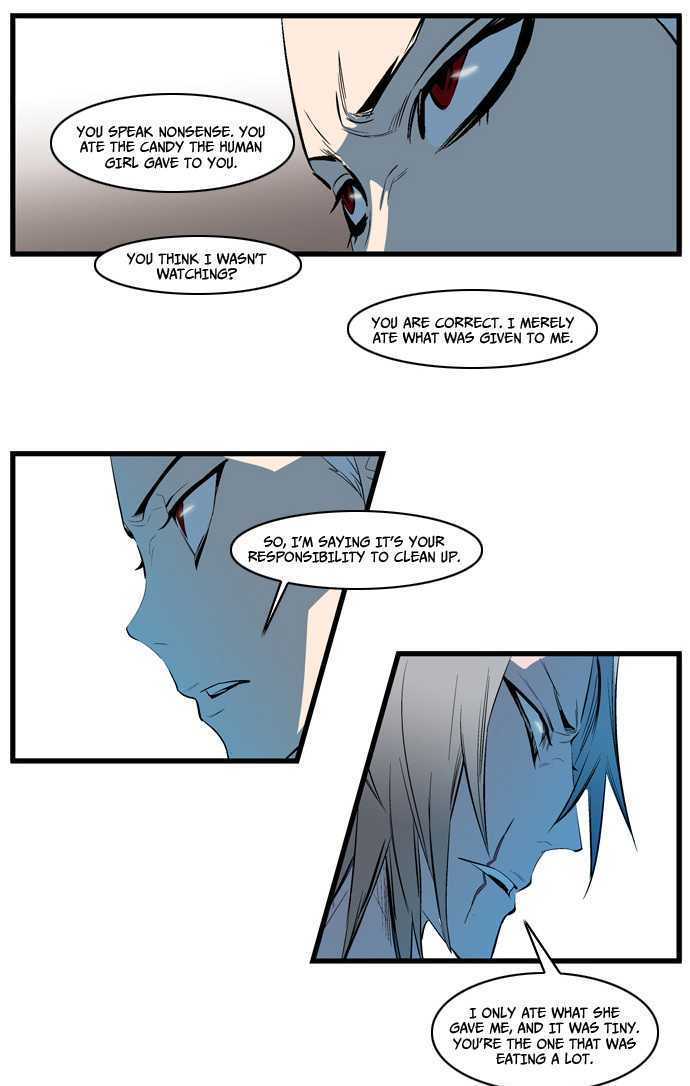 YOU SPEAK NONSENSE. YOU
ATE THE CANDY THE HUMAN
GIRL GAVE TO YOU.
YOU THINK I WASN'T
WATCHING?
YOU ARE CORRECT. I MERELY
ATE WHAT WAS GIVEN TO ME.
SO, I'M SAYING IT'S YOUR
RESPONSIBILITY TO CLEAN UP.
I ONLY ATE WHAT SHE
GAVE ME, AND IT WAS TINY.
YOU'RE THE ONE THAT WAS
EATING A LOT.